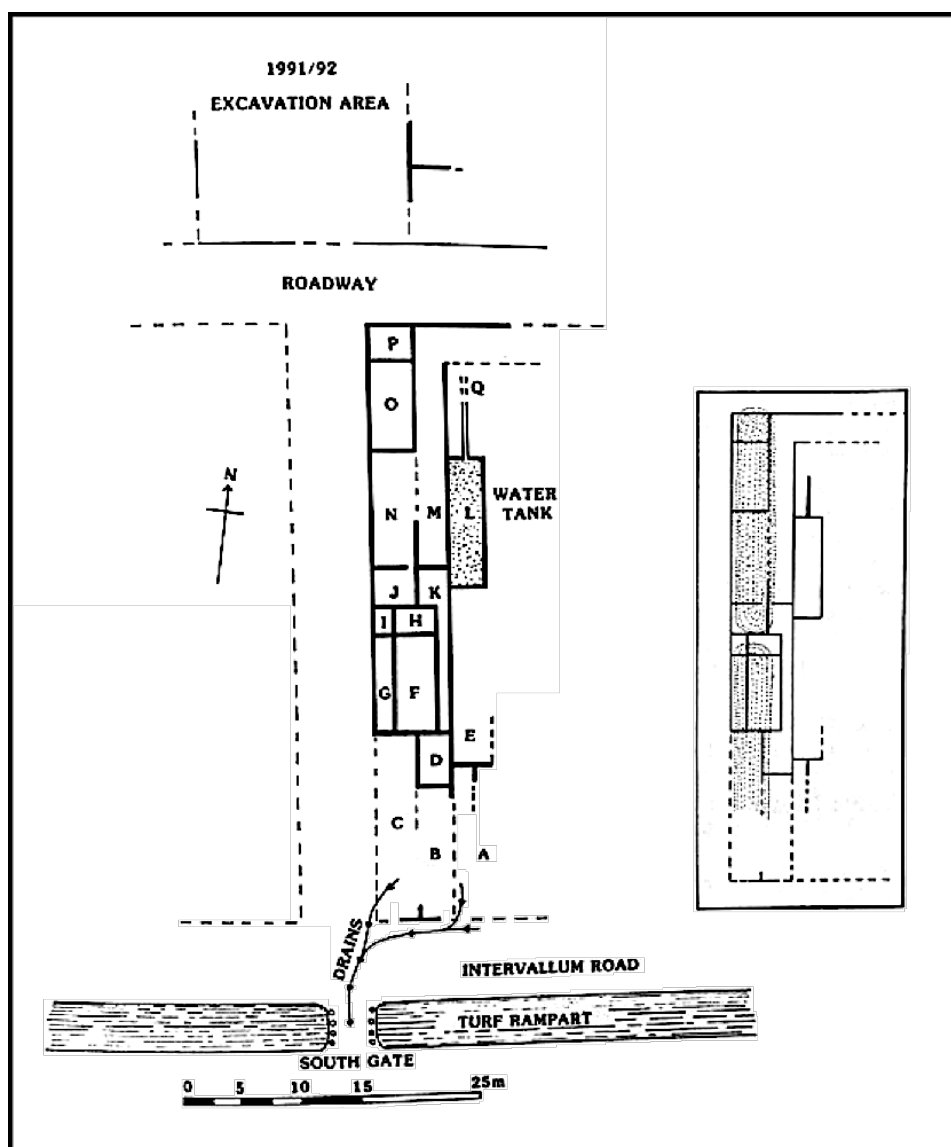 1991/92
EXCAVATION AREA
ROADWAY
P
Q
O
N
WATER
TANK
N
M
L
J
K
I
H
G
F
E
D
C
B
A
DRAINS
INTERVALLUM ROAD
TURF RAMPART
SOUTH GATE
0 5 10 15 25m